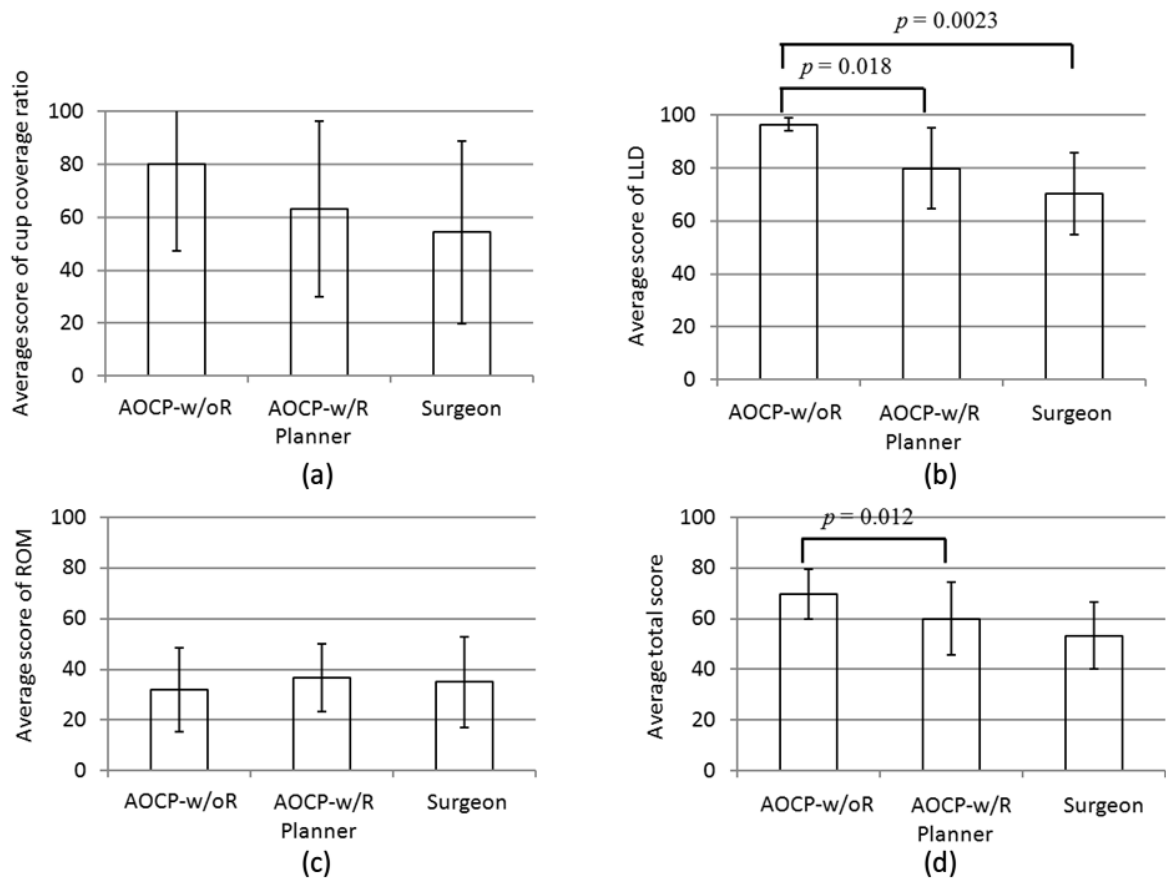 Average score of cup coverage ratio
100
80
60
40
20
0
AOCP-w/oR
AOCP-w/R
Surgeon
Planner
(a)
p = 0.0023
p = 0.018
Average score of LLD
100
80
60
40
20
0
AOCP-w/oR
AOCP-w/R
Surgeon
Planner
(b)
Average score of ROM
100
80
60
40
20
0
AOCP-w/oR
AOCP-w/R
Surgeon
Planner
(c)
p = 0.012
Average total score
100
80
60
40
20
0
AOCP-w/oR
AOCP-w/R
Surgeon
Planner
(d)